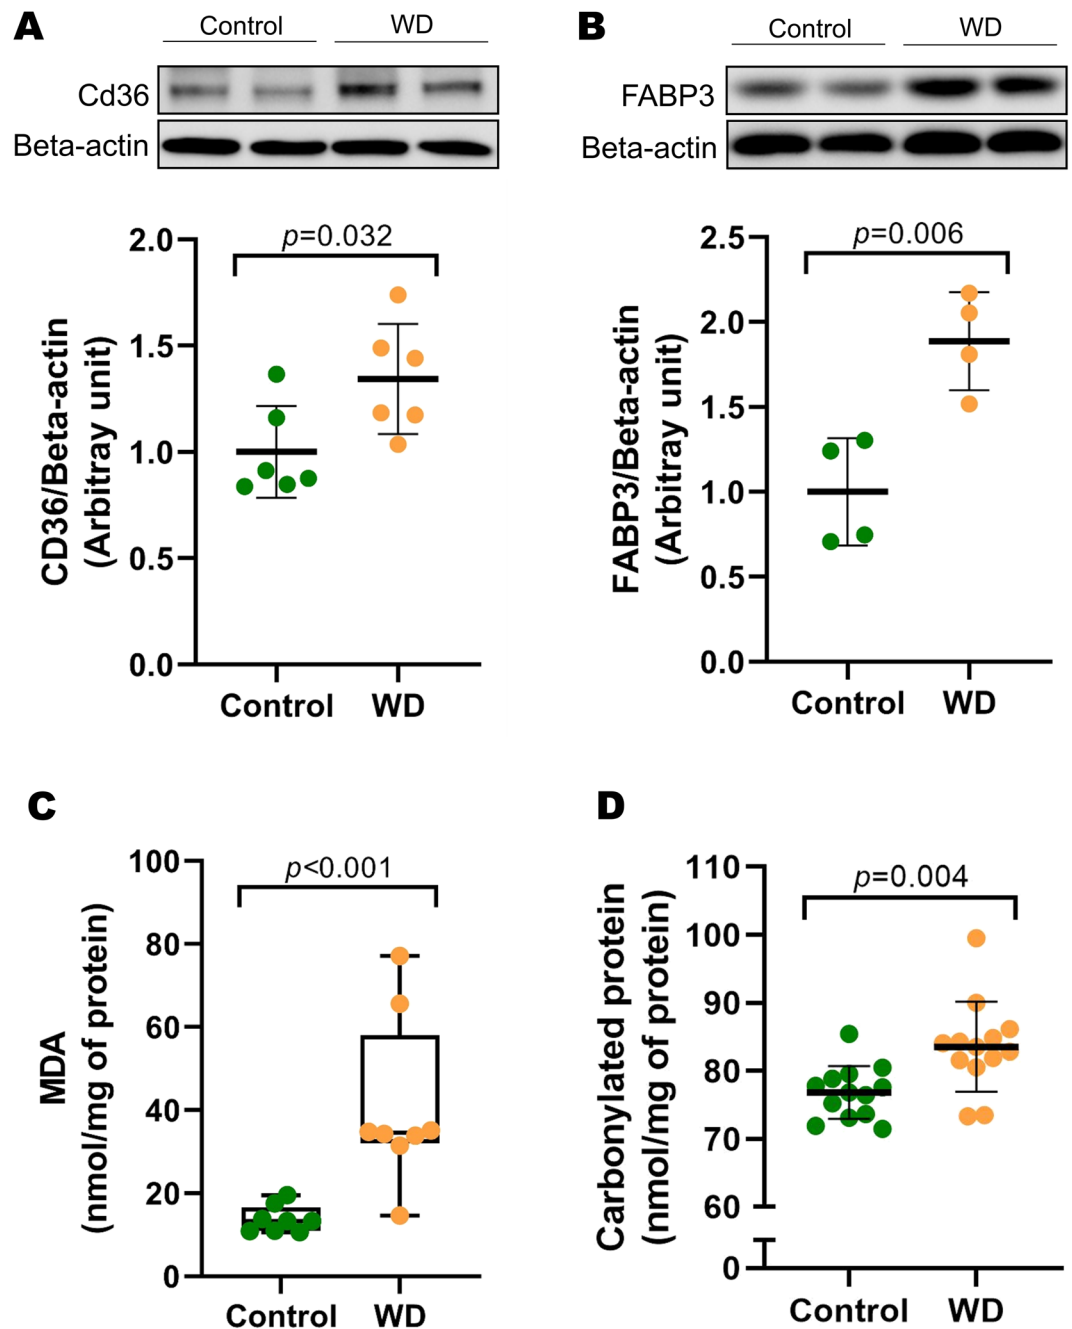 A
Control WD
Cd36
Beta-actin
p=0.032
CD36/Beta-actin
(Arbitray unit)
2.0
1.5
1.0
0.5
0.0
Control WD
B
Control WD
FABP3
Beta-actin
p=0.006
FABP3/Beta-actin
(Arbitray unit)
2.5
2.0
1.5
1.0
0.5
0.0
Control WD
C
p<0.001
MDA
(nmol/mg of protein)
100
80
60
40
20
0
Control WD
D
p=0.004
Carbonylated protein
(nmol/mg of protein)
110
100
90
80
70
60
0
Control WD